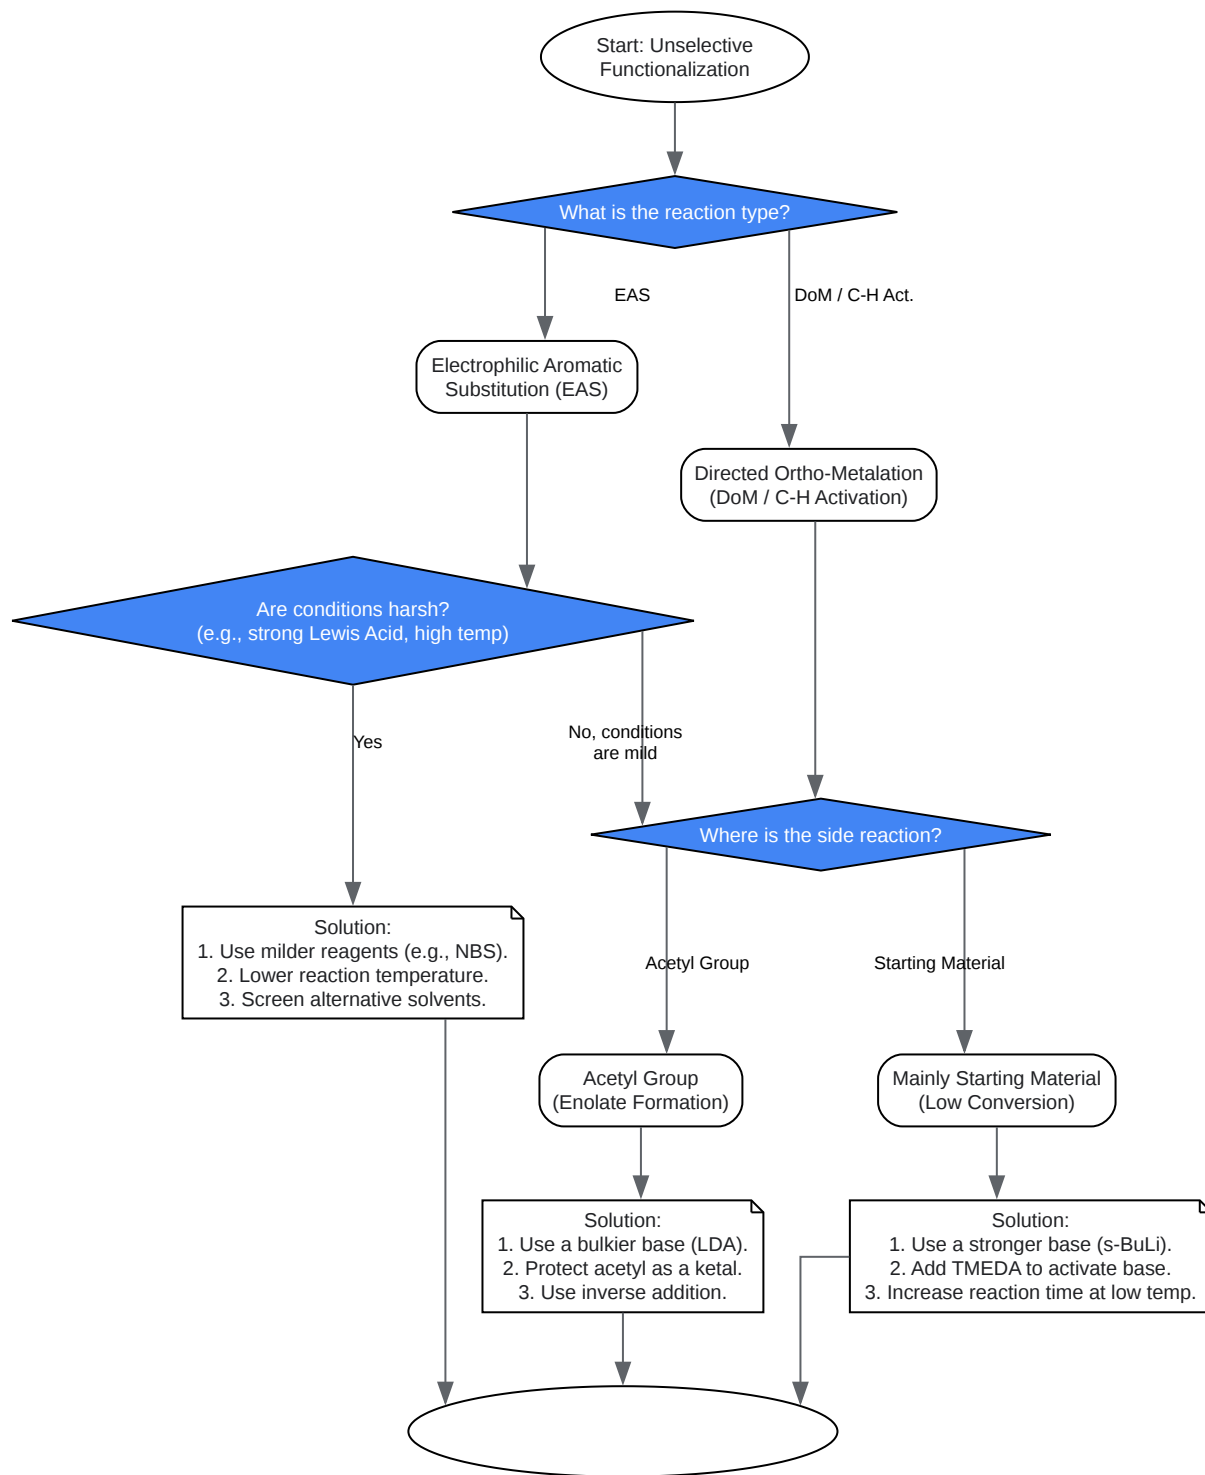 Start: Unselective
Functionalization
What is the reaction type?
EAS
DoM / C-H Act.
Electrophilic Aromatic
Substitution (EAS)
Directed Ortho-Metalation
(DoM / C-H Activation)
Are conditions harsh?
(e.g., strong Lewis Acid, high temp)
Yes
No, conditions
are mild
Where is the side reaction?
Solution:
1. Use milder reagents (e.g., NBS).
2. Lower reaction temperature.
3. Screen alternative solvents.
Acetyl Group
Starting Material
Acetyl Group
(Enolate Formation)
Mainly Starting Material
(Low Conversion)
Solution:
1. Use a bulkier base (LDA).
2. Protect acetyl as a ketal.
3. Use inverse addition.
Solution:
1. Use a stronger base (s-BuLi).
2. Add TMEDA to activate base.
3. Increase reaction time at low temp.